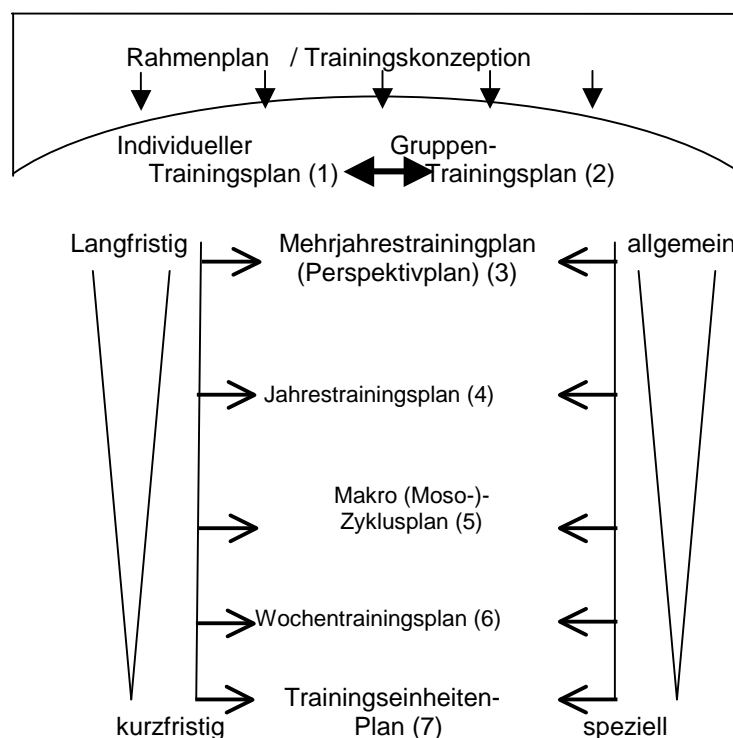 Rahmenplan / Trainingskonzeption
Individueller Gruppen-
Trainingsplan (1) Trainingsplan (2)
Langfristig Mehrjahrestrainingplan allgemein
(Perspektivplan) (3)
Jahrestrainingsplan (4)
Makro (Moso-)-
Zyklusplan (5)
Wochentrainingsplan (6)
Trainingseinheiten-
kurzfristig Plan (7) speziell